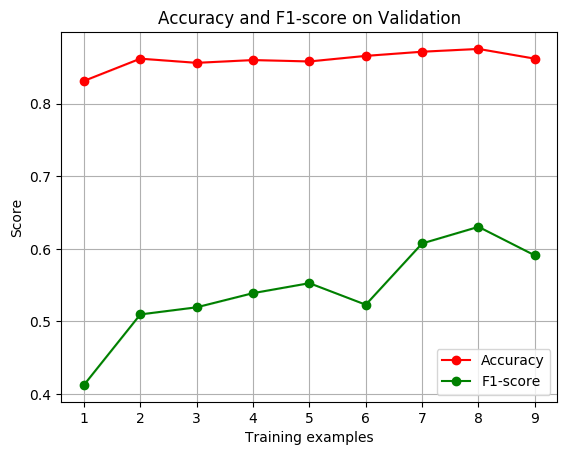 Accuracy and F1-score on Validation
Score
0.8
0.7
0.6
0.5
0.4
Accuracy
F1-score
1 2 3 4 5 6 7 8 9
Training examples